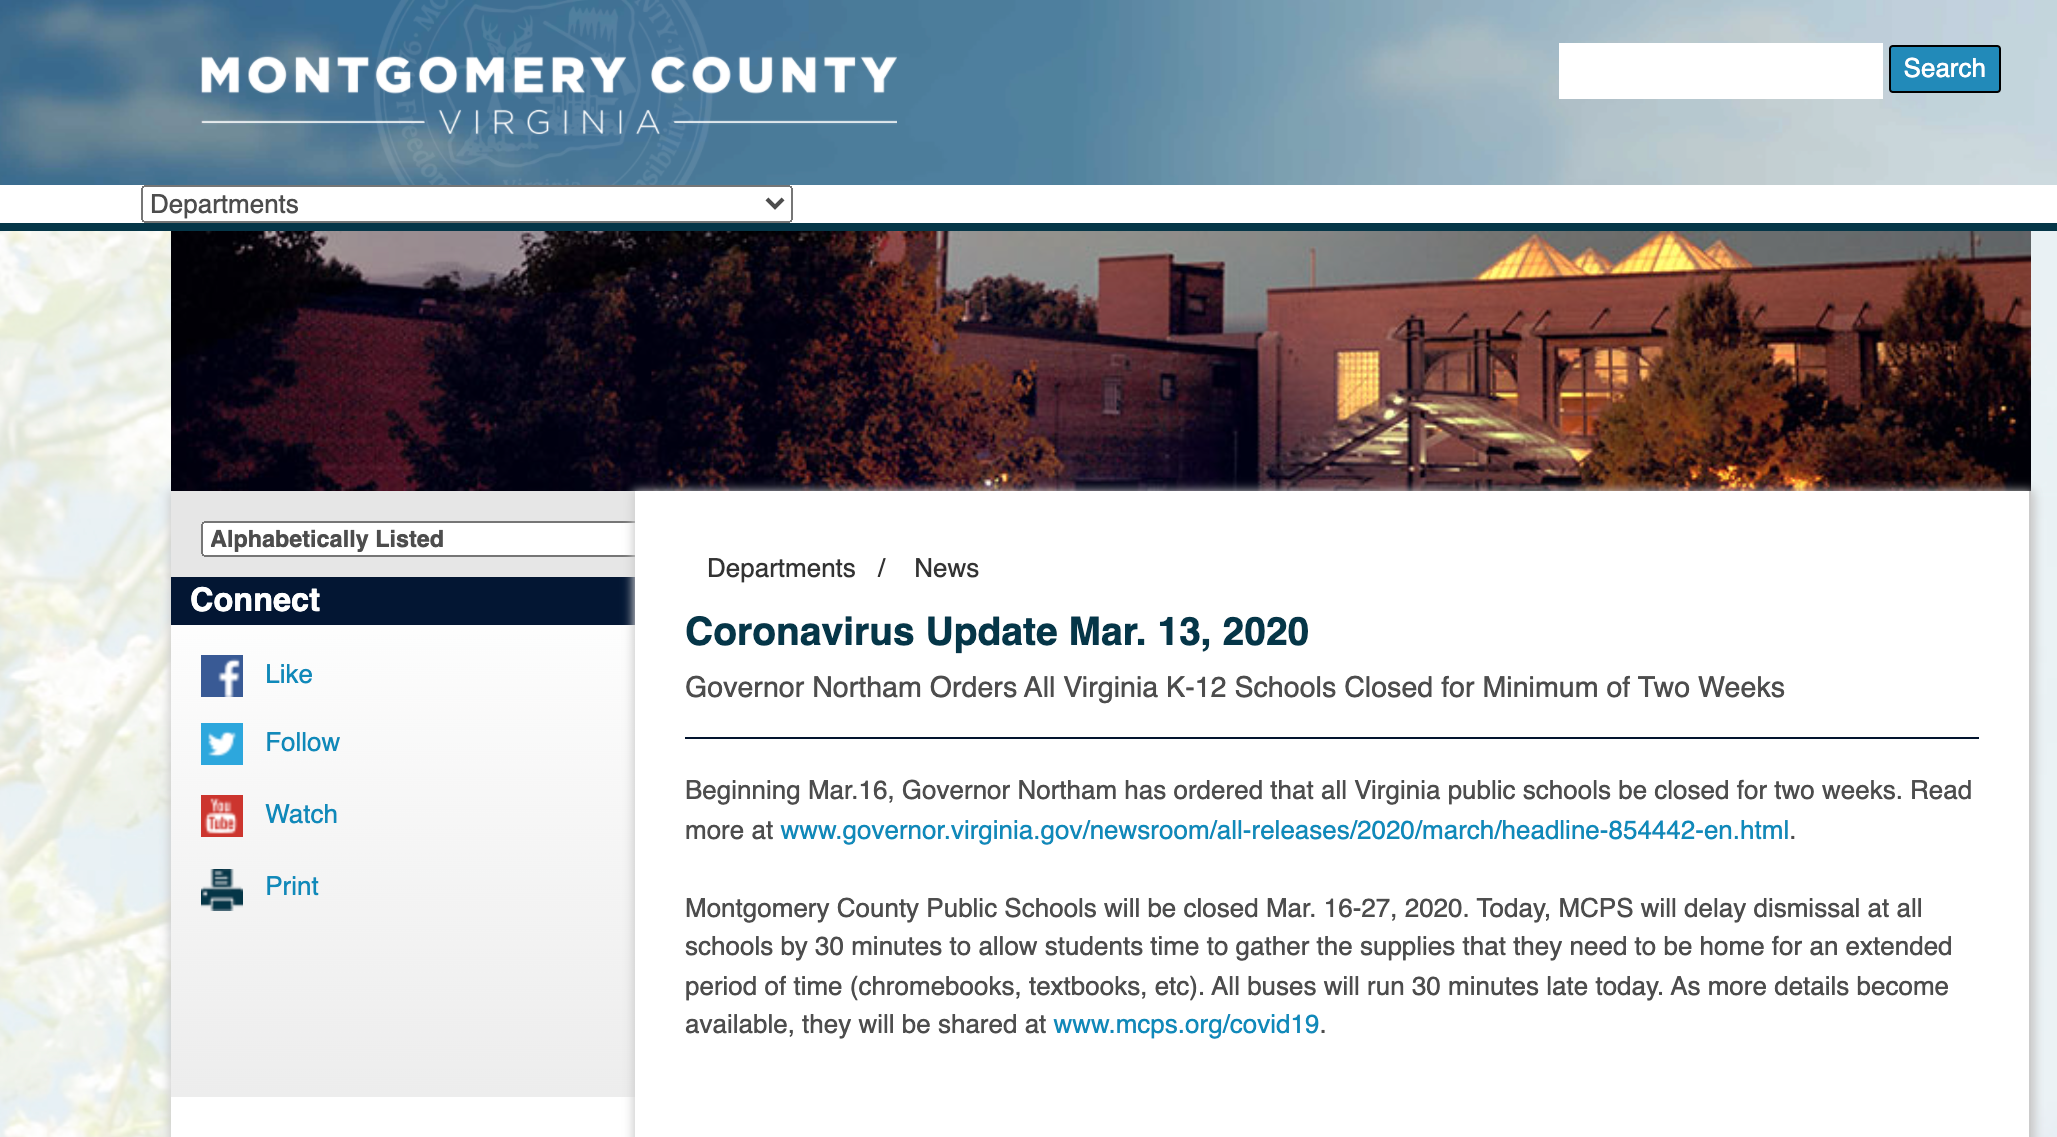 MONTGOMERY COUNTY
VIRGINIA
Search
Departments
Alphabetically Listed
Connect
Like
Follow
You
Tube
Watch
Print
Departments / News
Coronavirus Update Mar. 13, 2020
Governor Northam Orders All Virginia K-12 Schools Closed for Minimum of Two Weeks
Beginning Mar.16, Governor Northam has ordered that all Virginia public schools be closed for two weeks. Read
more at www.governor.virginia.gov/newsroom/all-releases/2020/march/headline-854442-en.html.
Montgomery County Public Schools will be closed Mar. 16-27, 2020. Today, MCPS will delay dismissal at all
schools by 30 minutes to allow students time to gather the supplies that they need to be home for an extended
period of time (chromebooks, textbooks, etc). All buses will run 30 minutes late today. As more details become
available, they will be shared at www.mcps.org/covid19.